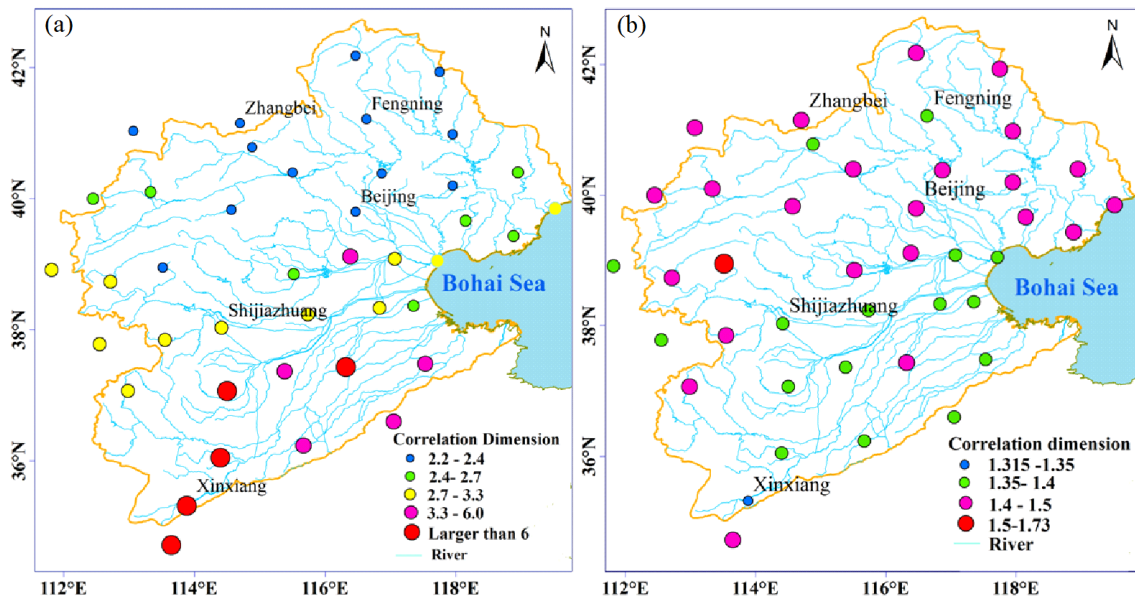 (a)
N
42°N
40°N
38°N
36°N
Zhangbei
Fengning
Beijing
Bohai Sea
Shijiazhuang
Xinxiang
Correlation Dimension
2.2 - 2.4
2.4- 2.7
2.7 - 3.3
3.3 - 6.0
Larger than 6
River
112°E
114°E
116°E
118°E
(b)
N
42°N
40°N
38°N
36°N
Zhangbei
Fengning
Beijing
Bohai Sea
Shijiazhuang
Xinxiang
Correlation dimension
1.315 -1.35
1.35- 1.4
1.4 - 1.5
1.5-1.73
River
112°E
114°E
116°E
118°E